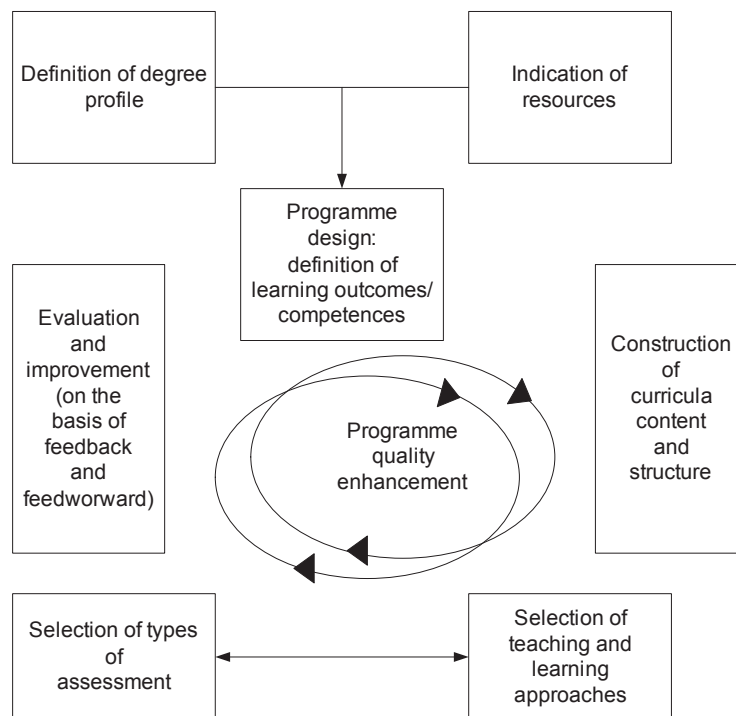 Definition of degree
profile
Indication of
resources
Programme
design:
definition of
learning outcomes/
competences
Evaluation
and
improvement
(on the
basis of
feedback
and
feedworward)
Construction
of
curricula
content
and
structure
Programme
quality
enhancement
Selection of types
of
assessment
Selection of
teaching and
learning
approaches